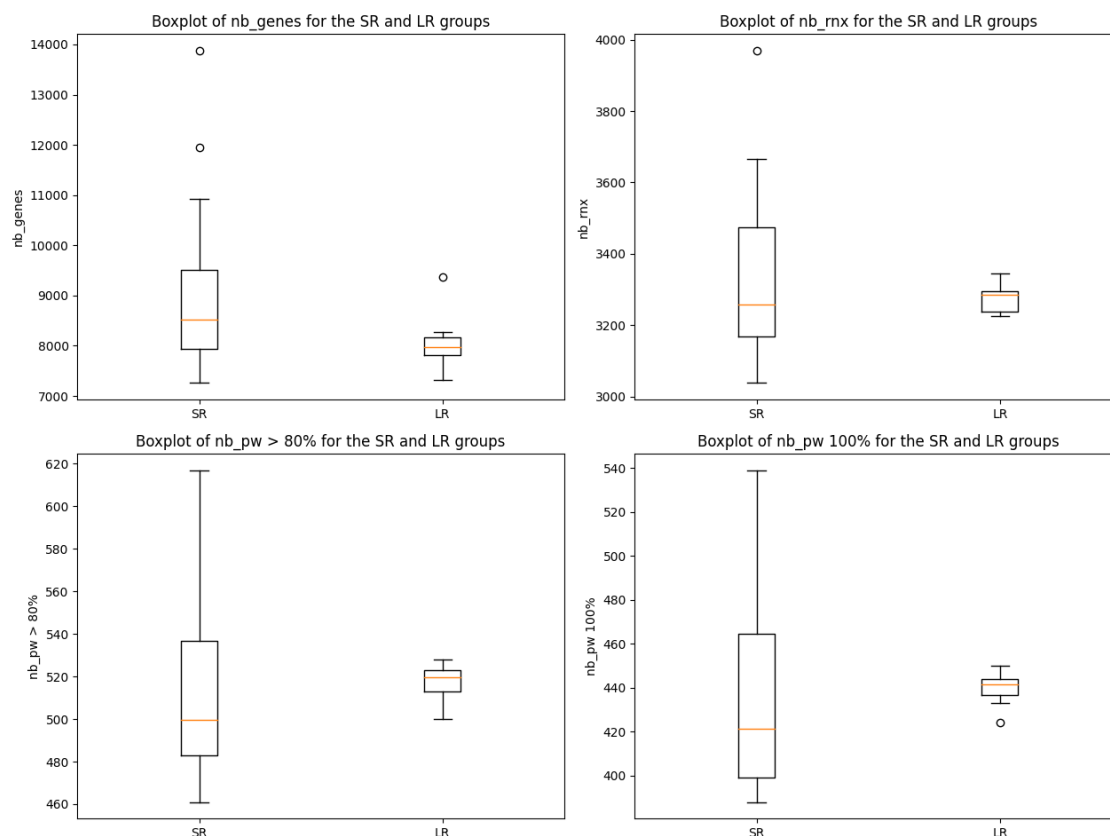 Boxplot of nb_genes for the SR and LR groups
nb_genes
14000
13000
12000
11000
10000
9000
8000
7000
SR
LR
Boxplot of nb_rnx for the SR and LR groups
nb_rnx
4000
3800
3600
3400
3200
3000
SR
LR
Boxplot of nb_pw > 80% for the SR and LR groups
nb_pw > 80%
620
600
580
560
540
520
500
480
460
SR
LR
Boxplot of nb_pw 100% for the SR and LR groups
nb_pw 100%
540
520
500
480
460
440
420
400
SR
LR